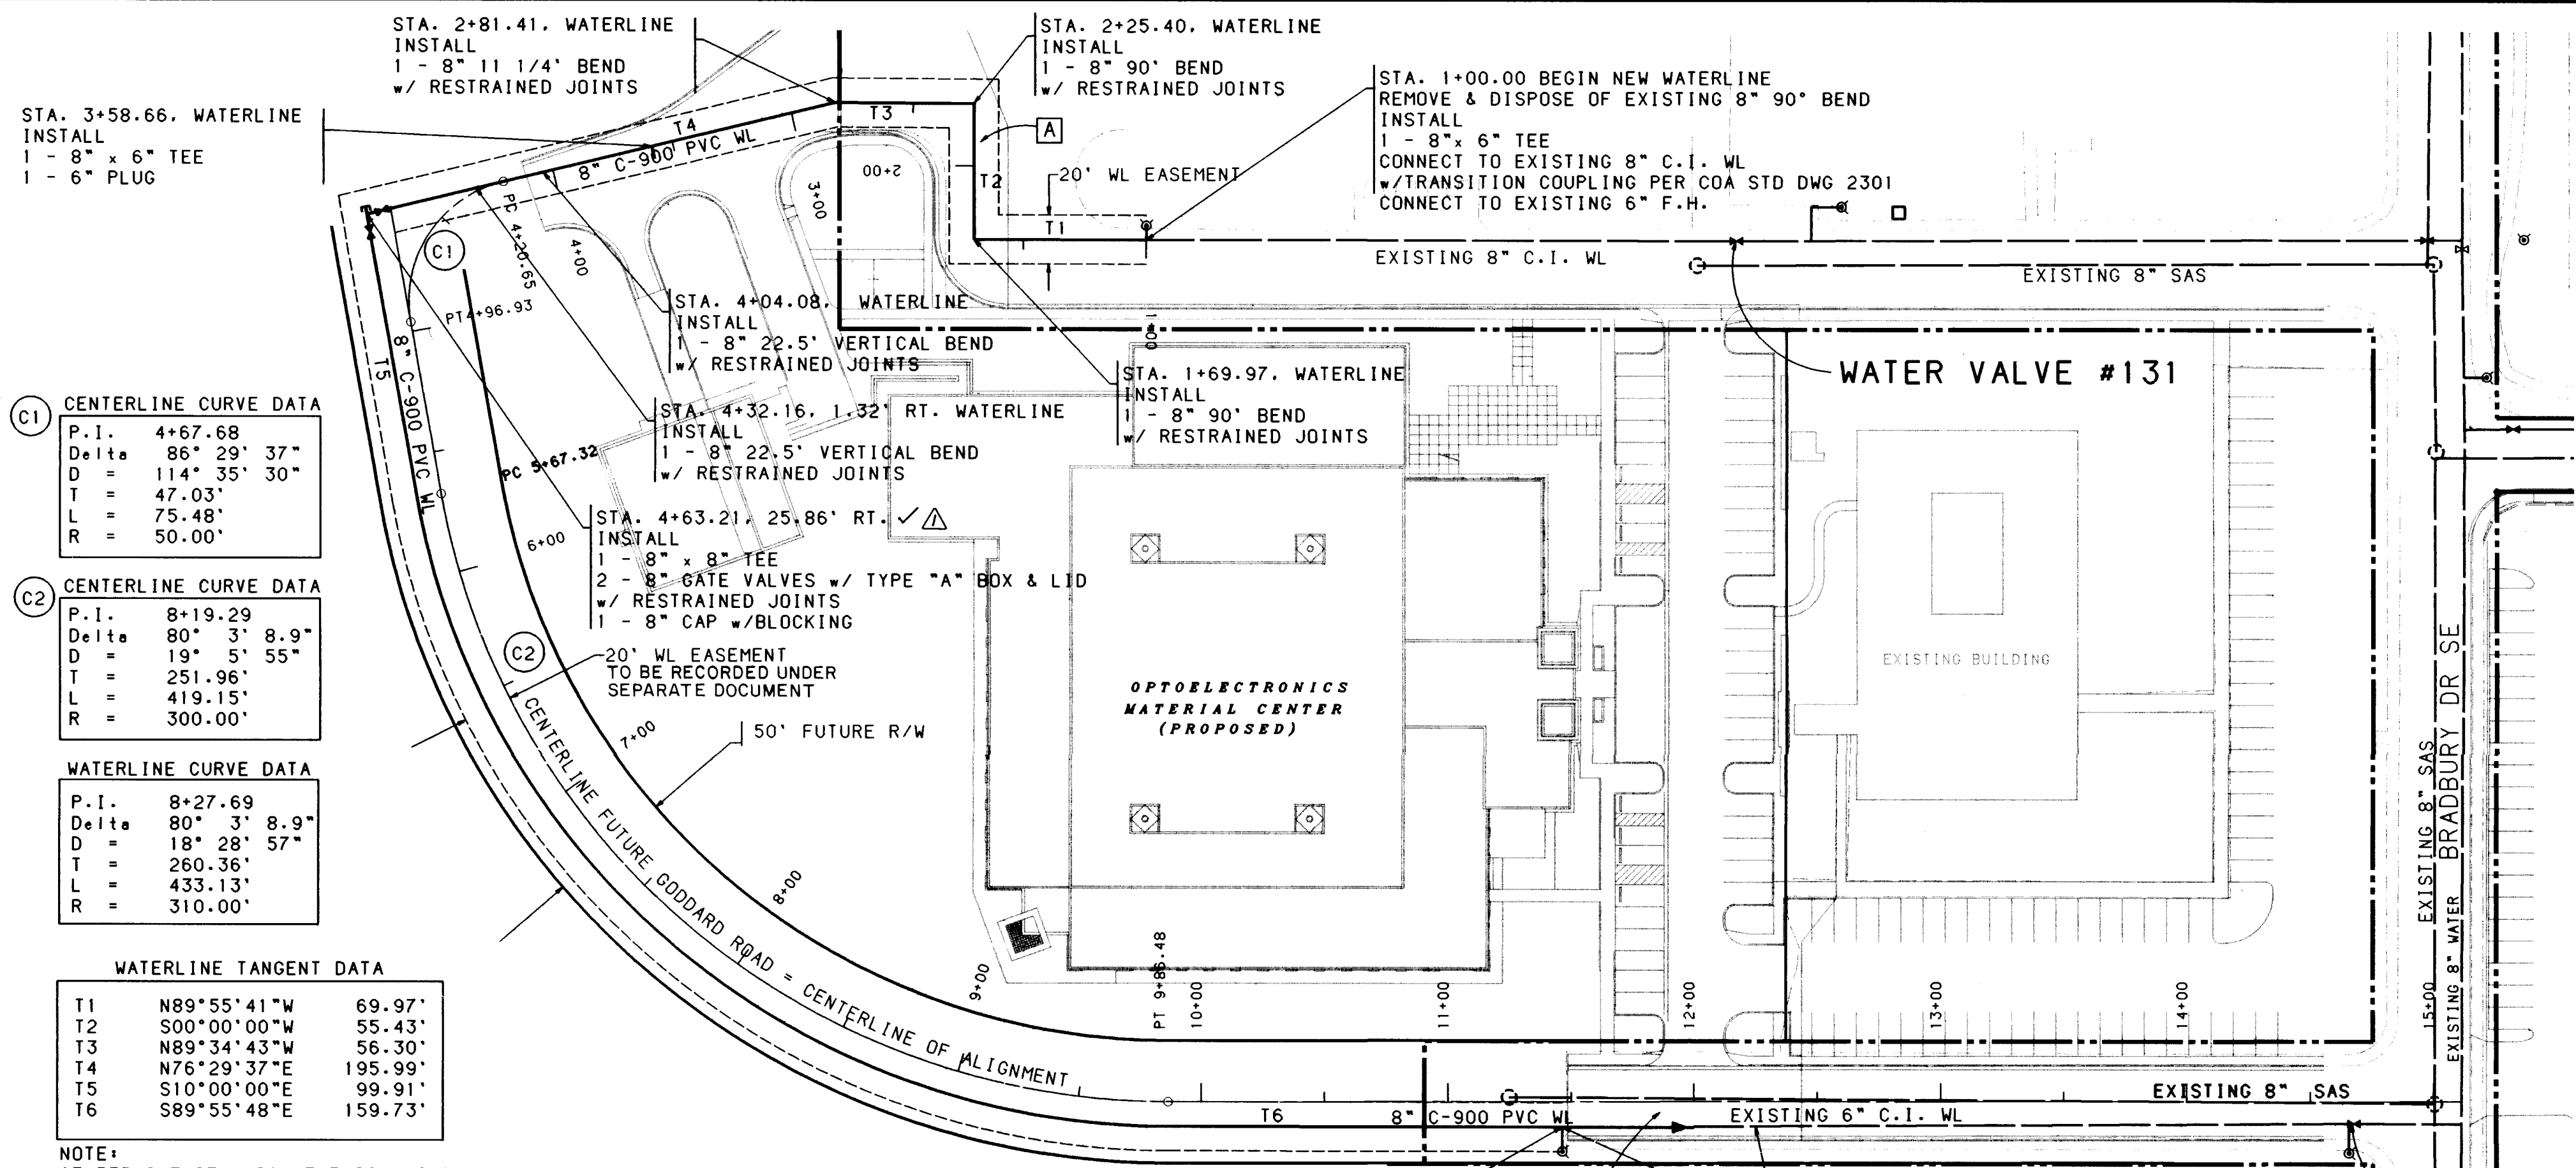 STA. 2+81.41, WATERLINE
INSTALL
1 - 8" 11 1/4' BEND
w/ RESTRAINED JOINTS
STA. 2+25.40, WATERLINE
INSTALL
1 - 8" 90' BEND
w/ RESTRAINED JOINTS
STA. 1+00.00 BEGIN NEW WATERLINE
REMOVE & DISPOSE OF EXISTING 8" 90° BEND
INSTALL
1 - 8"x 6" TEE
CONNECT TO EXISTING 8" C.I. WL
w/TRANSITION COUPLING PER COA STD DWG 2301
CONNECT TO EXISTING 6" F.H.
STA. 3+58.66, WATERLINE
INSTALL
1 - 8" x 6" TEE
1 - 6" PLUG
T4
8" C-900 PVC WL
T3
A
2+00
3+00
T2
20' WL EASEMENT
T1
EXISTING 8" C.I. WL
EXISTING 8" SAS
C1
PC 4+20.65
4+00
PT4+96.93
T5
8" C-900 PVC WL
STA. 4+04.08, WATERLINE
INSTALL
1 - 8" 22.5' VERTICAL BEND
w/ RESTRAINED JOINTS
1+00
WATER VALVE #131
STA. 1+69.97, WATERLINE
INSTALL
1 - 8" 90' BEND
w/ RESTRAINED JOINTS
STA. 4+32.16, 1.32' RT. WATERLINE
INSTALL
1 - 8" 22.5' VERTICAL BEND
w/ RESTRAINED JOINTS
PC 5+67.32
STA. 4+63.21, 25.86' RT. ✓ 1
INSTALL
1 - 8" x 8" TEE
2 - 8" GATE VALVES w/ TYPE "A" BOX & LID
w/ RESTRAINED JOINTS
1 - 8" CAP w/BLOCKING
6+00
C1 CENTERLINE CURVE DATA
P.I. 4+67.68
Delta 86° 29' 37"
D = 114° 35' 30"
T = 47.03'
L = 75.48'
R = 50.00'
C2 CENTERLINE CURVE DATA
P.I. 8+19.29
Delta 80° 3' 8.9"
D = 19° 5' 55"
T = 251.96'
L = 419.15'
R = 300.00'
WATERLINE CURVE DATA
P.I. 8+27.69
Delta 80° 3' 8.9"
D = 18° 28' 57"
T = 260.36'
L = 433.13'
R = 310.00'
WATERLINE TANGENT DATA
T1 N89°55'41"W 69.97'
T2 S00°00'00"W 55.43'
T3 N89°34'43"W 56.30'
T4 N76°29'37"E 195.99'
T5 S10°00'00"E 99.91'
T6 S89°55'48"E 159.73'
NOTE:
C2
20' WL EASEMENT
TO BE RECORDED UNDER
SEPARATE DOCUMENT
50' FUTURE R/W
7+00
CENTERLINE FUTURE GODDARD ROAD = CENTERLINE OF ALIGNMENT
8+00
9+00
OPTOELECTRONICS
MATERIAL CENTER
(PROPOSED)
EXISTING BUILDING
PT 9+86.48
10+00
11+00
12+00
13+00
14+00
15+00
EXISTING 8" SAS
EXISTING 8" WATER
BRADBURY DR SE
EXISTING 8" SAS
T6
8" C-900 PVC WL
EXISTING 6" C.I. WL